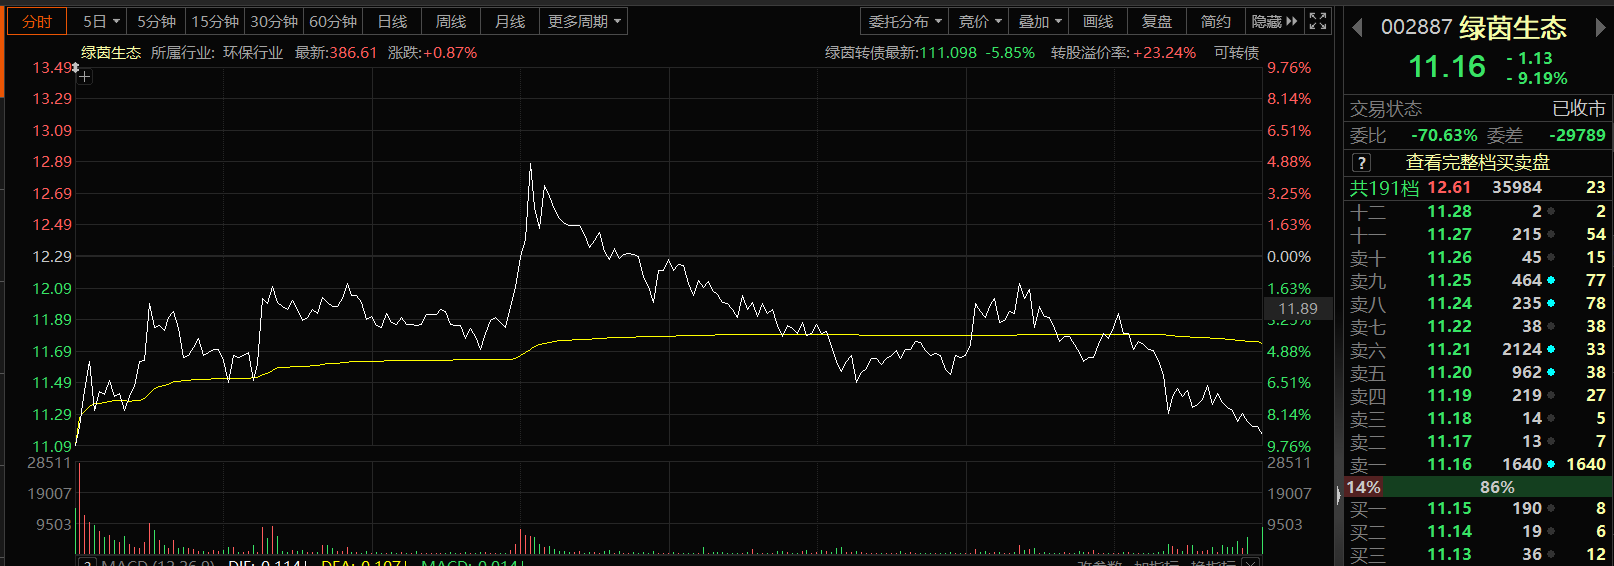 分时 5日 5分钟 15分钟 30分钟 60分钟 日线 周线 月线 更多周期 委托分布 竞价 叠加 画线 复盘 简约 隐藏
绿茵生态 所属行业: 环保行业 最新:386.61 涨跌:+0.87% 绿茵转债最新:111.098 -5.85% 转股溢价率: +23.24% 可转债
13.49 9.76%
13.29 8.14%
13.09 6.51%
12.89 4.88%
12.69 3.25%
12.49 1.63%
12.29 0.00%
12.09 1.63%
11.89
11.89 3.25%
11.69 4.88%
11.49 6.51%
11.29 8.14%
11.09 9.76%
28511 28511
19007 19007
9503 9503
002887 绿茵生态
11.16 -1.13
-9.19%
交易状态 已收市
委比 -70.63% 委差 -29789
? 查看完整档买卖盘
共191档 12.61 35984 23
十二 11.28 2 2
十一 11.27 215 54
卖十 11.26 45 15
卖九 11.25 464 77
卖八 11.24 235 78
卖七 11.22 38 38
卖六 11.21 2124 33
卖五 11.20 962 38
卖四 11.19 219 27
卖三 11.18 14 5
卖二 11.17 13 7
卖一 11.16 1640 1640
14% 86%
买一 11.15 190 8
买二 11.14 19 6
买三 11.13 36 12